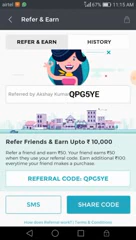 airtel
11:15 AM
Refer & Earn
REFER & EARN
HISTORY
Referred by Akshay Kumar
QPG5YE
Refer Friends & Earn Upto ₹ 10,000
Refer a friend and earn ₹50. Your friend earns ₹50
when they use your referral code. Earn additional ₹100
everytime your friend makes a purchase
REFERRAL CODE: QPG5YE
SMS
SHARE CODE
How does Referral work? | Terms & Conditions